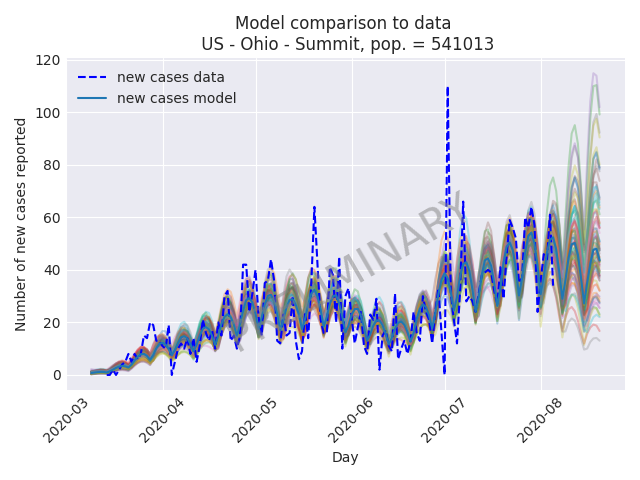 Model comparison to data
US - Ohio - Summit, pop. = 541013
120
100
80
60
40
20
0
Number of new cases reported
new cases data
new cases model
PRELIMINARY
2020-03
2020-04
2020-05
2020-06
2020-07
2020-08
Day